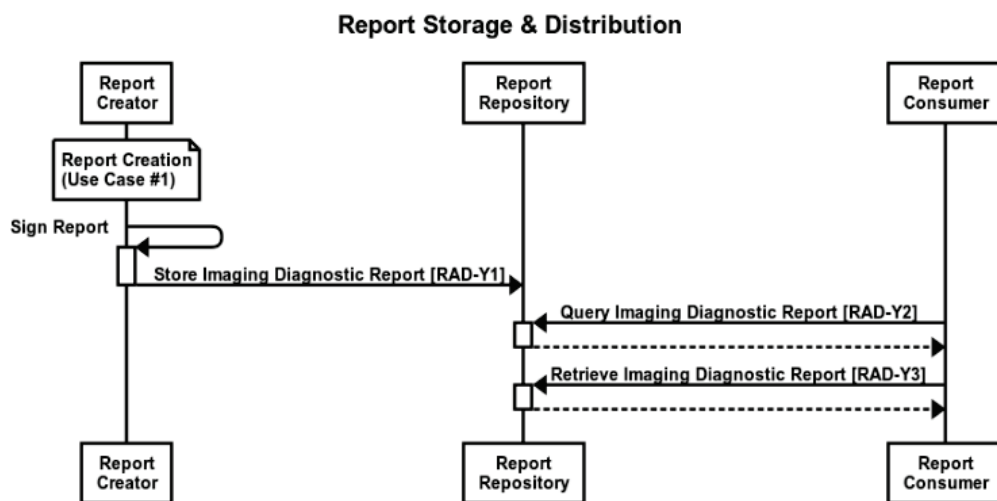 Report Storage & Distribution
Report
Creator
Report
Repository
Report
Consumer
Report Creation
(Use Case #1)
Sign Report
Store Imaging Diagnostic Report [RAD-Y1]
Query Imaging Diagnostic Report [RAD-Y2]
Retrieve Imaging Diagnostic Report [RAD-Y3]
Report
Creator
Report
Repository
Report
Consumer